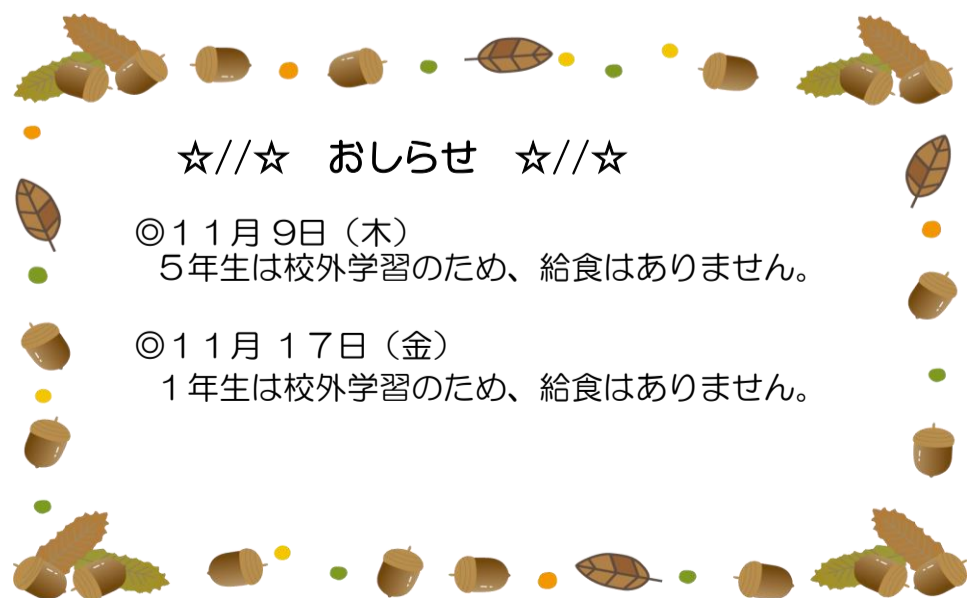 ☆//☆　おしらせ　☆//☆
◎１１月 ９日（木）
５年生は校外学習のため、給食はありません。
◎１１月 １７日（金）
１年生は校外学習のため、給食はありません。